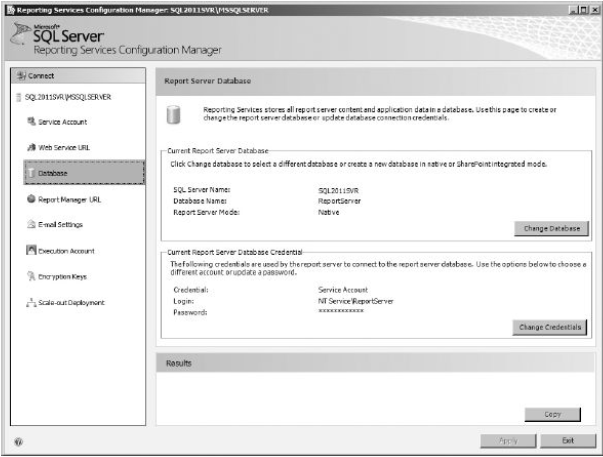 Reporting Services Configuration Manager: SQL2011SVR\MSSQLSERVER
Microsoft
SQL Server
Reporting Services Configuration Manager
Connect
SQL2011SVR\MSSQLSERVER
Service Account
Web Service URL
Database
Report Manager URL
E-mail Settings
Execution Account
Encryption Keys
Scale-out Deployment
Report Server Database
Reporting Services stores all report server content and application data in a database. Use this page to create or
change the report server database or update database connection credentials.
Current Report Server Database
Click Change database to select a different database or create a new database in native or SharePoint integrated mode.
SQL Server Name: SQL2011SVR
Database Name: ReportServer
Report Server Mode: Native
Change Database
Current Report Server Database Credential
The following credentials are used by the report server to connect to the report server database. Use the options below to choose a
different account or update a password.
Credential: Service Account
Login: NT Service\ReportServer
Password: ************
Change Credentials
Results
Copy
Apply Exit